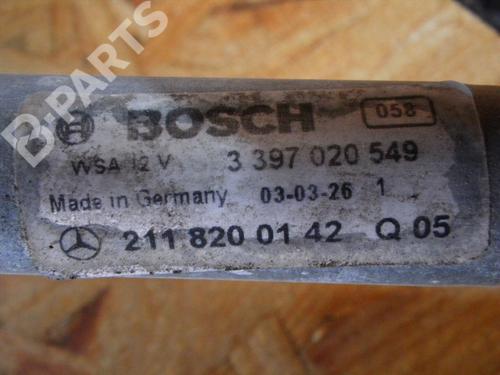 B-PARTS
BOSCH 058
WSA 12 V 3 397 020 549
Made in Germany 03-03-26 1
211 820 01 42 Q 05